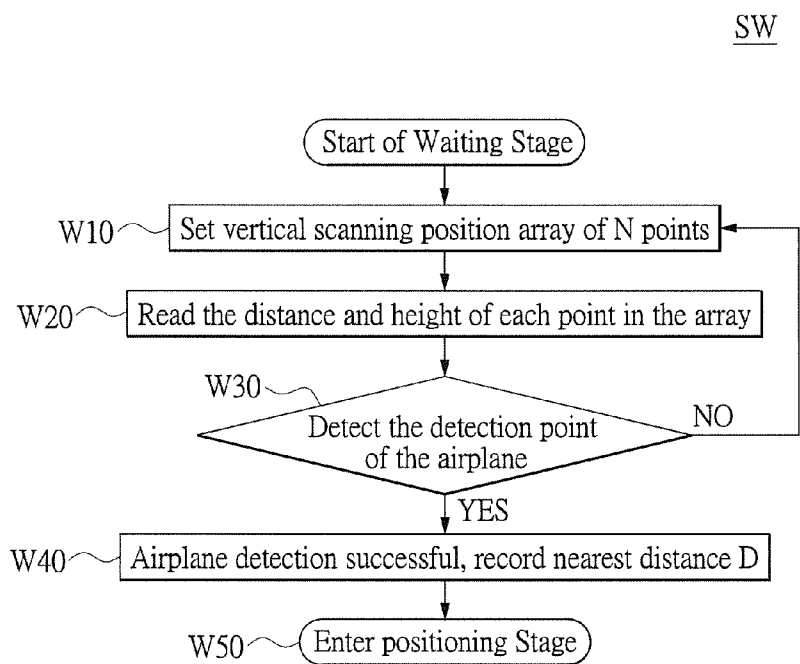 SW
Start of Waiting Stage
W10
Set vertical scanning position array of N points
W20
Read the distance and height of each point in the array
W30
Detect the detection point
of the airplane
NO
YES
W40
Airplane detection successful, record nearest distance D
W50
Enter positioning Stage